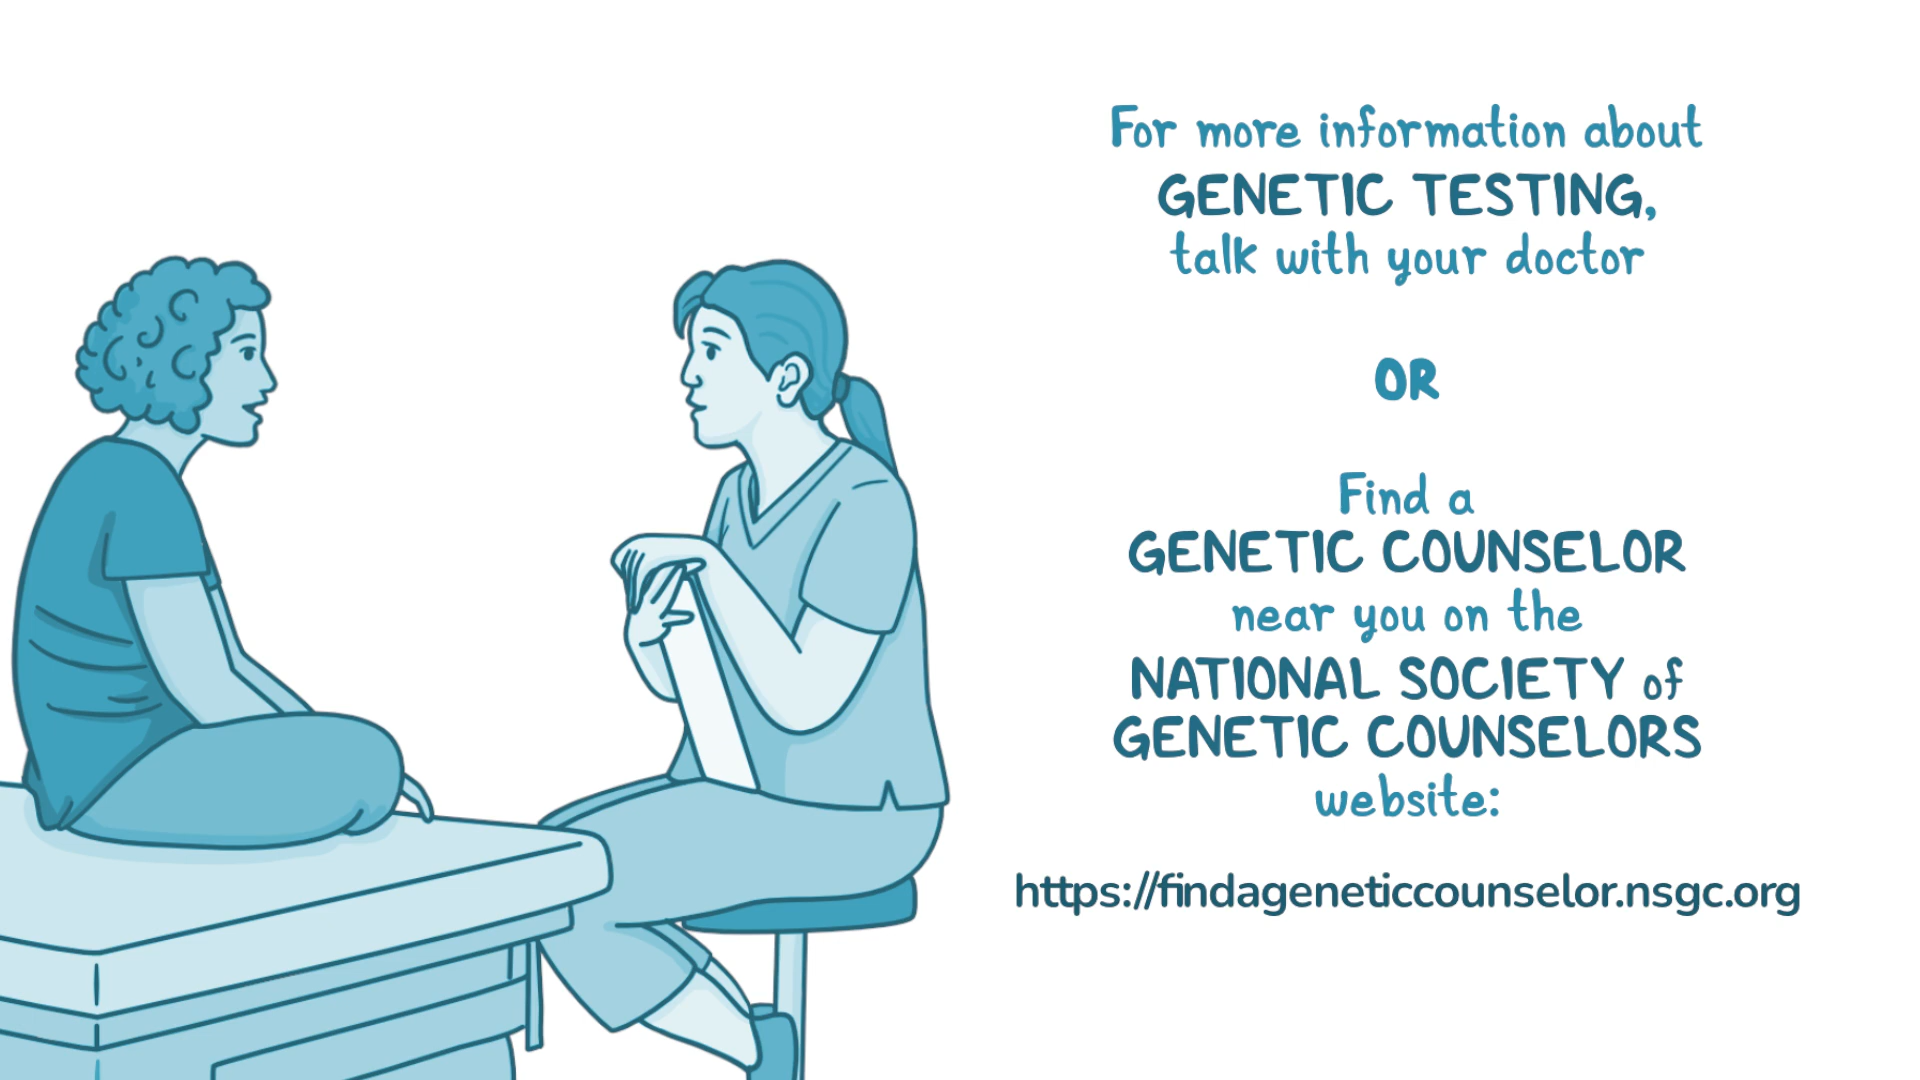 For more information about
GENETIC TESTING,
talk with your doctor
OR
Find a
GENETIC COUNSELOR
near you on the
NATIONAL SOCIETY of
GENETIC COUNSELORS
website:
https://findageneticcounselor.nsgc.org